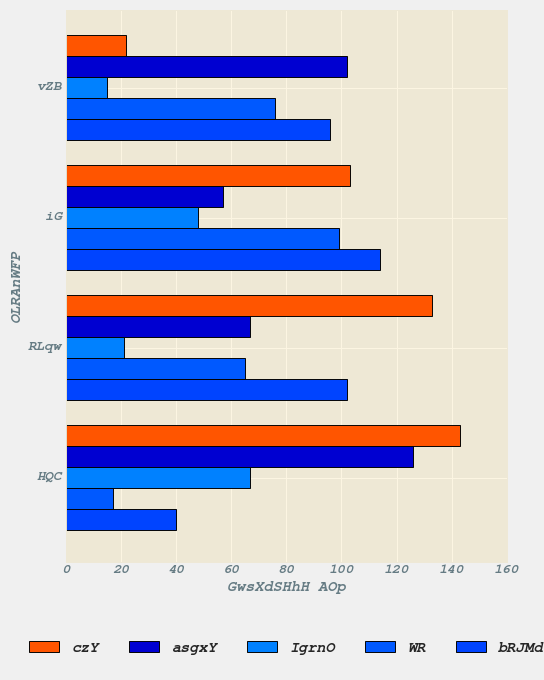 vZB
iG
RLqw
HQC
OLRAnWFP
0 20 40 60 80 100 120 140 160
GwsXdSHhH AOp
czY asgxY IgrnO WR bRJMd